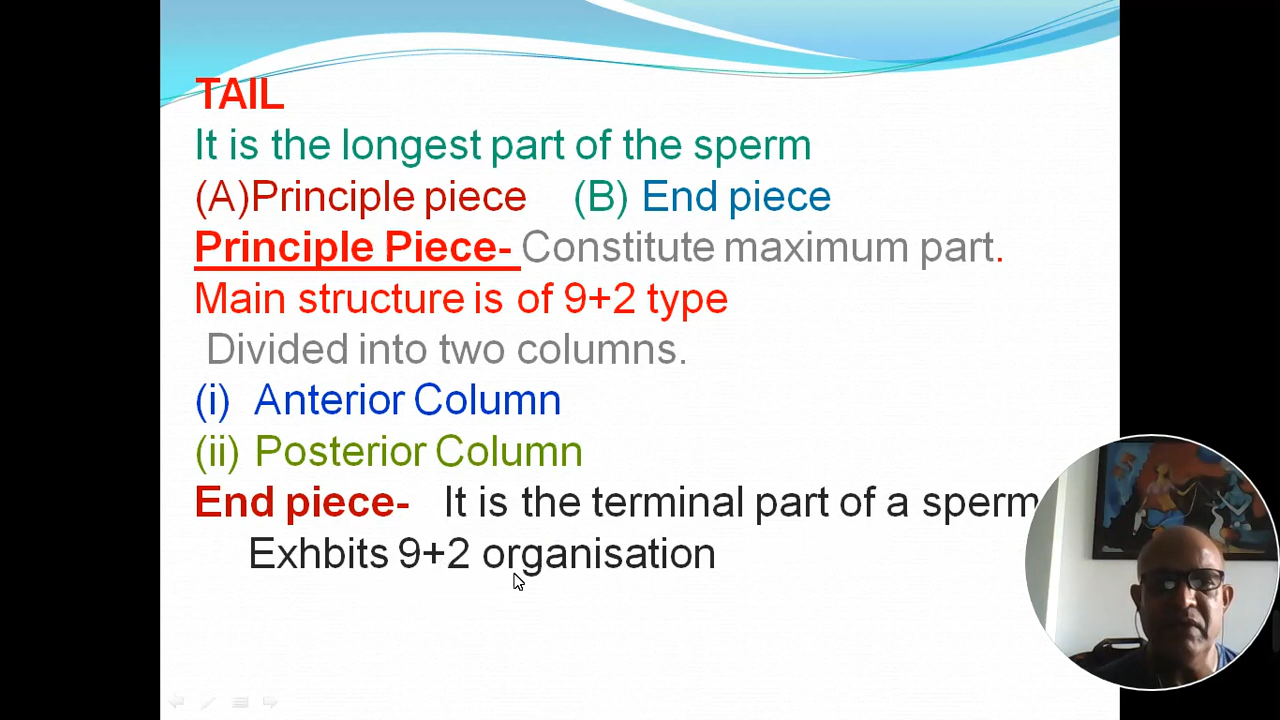 TAIL
It is the longest part of the sperm
(A)Principle piece (B) End piece
Principle Piece- Constitute maximum part.
Main structure is of 9+2 type
Divided into two columns.
(i) Anterior Column
(ii) Posterior Column
End piece- It is the terminal part of a sperm
Exhbits 9+2 organisation